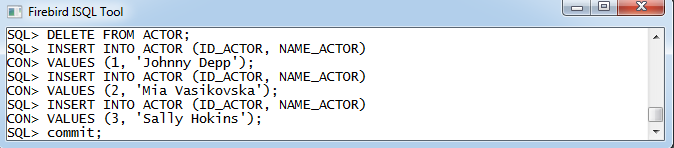 Firebird ISQL Tool
SQL> DELETE FROM ACTOR;
SQL> INSERT INTO ACTOR (ID_ACTOR, NAME_ACTOR)
CON> VALUES (1, 'Johnny Depp');
SQL> INSERT INTO ACTOR (ID_ACTOR, NAME_ACTOR)
CON> VALUES (2, 'Mia Vasikovska');
SQL> INSERT INTO ACTOR (ID_ACTOR, NAME_ACTOR)
CON> VALUES (3, 'Sally Hokins');
SQL> commit;